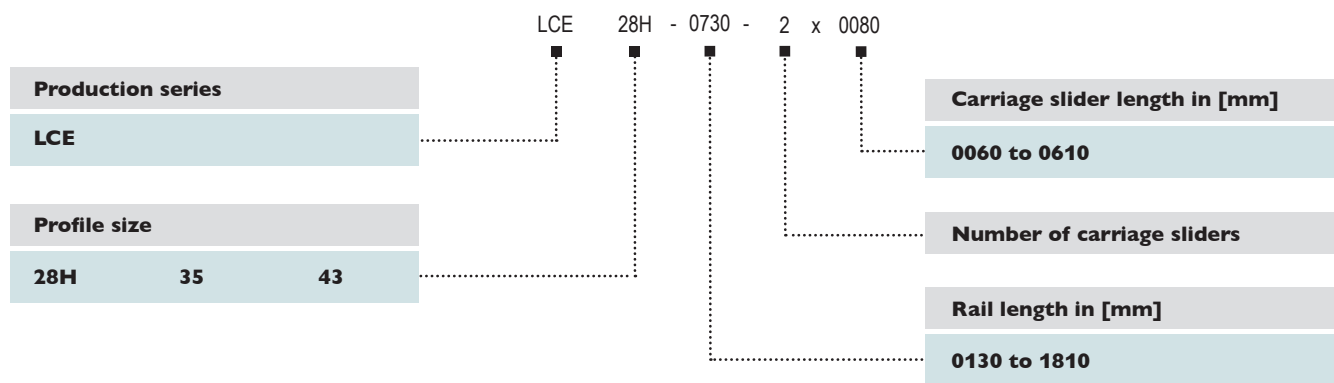 LCE 28H - 0730 - 2 x 0080
Production series
LCE
Profile size
28H 35 43
Carriage slider length in [mm]
0060 to 0610
Number of carriage sliders
Rail length in [mm]
0130 to 1810